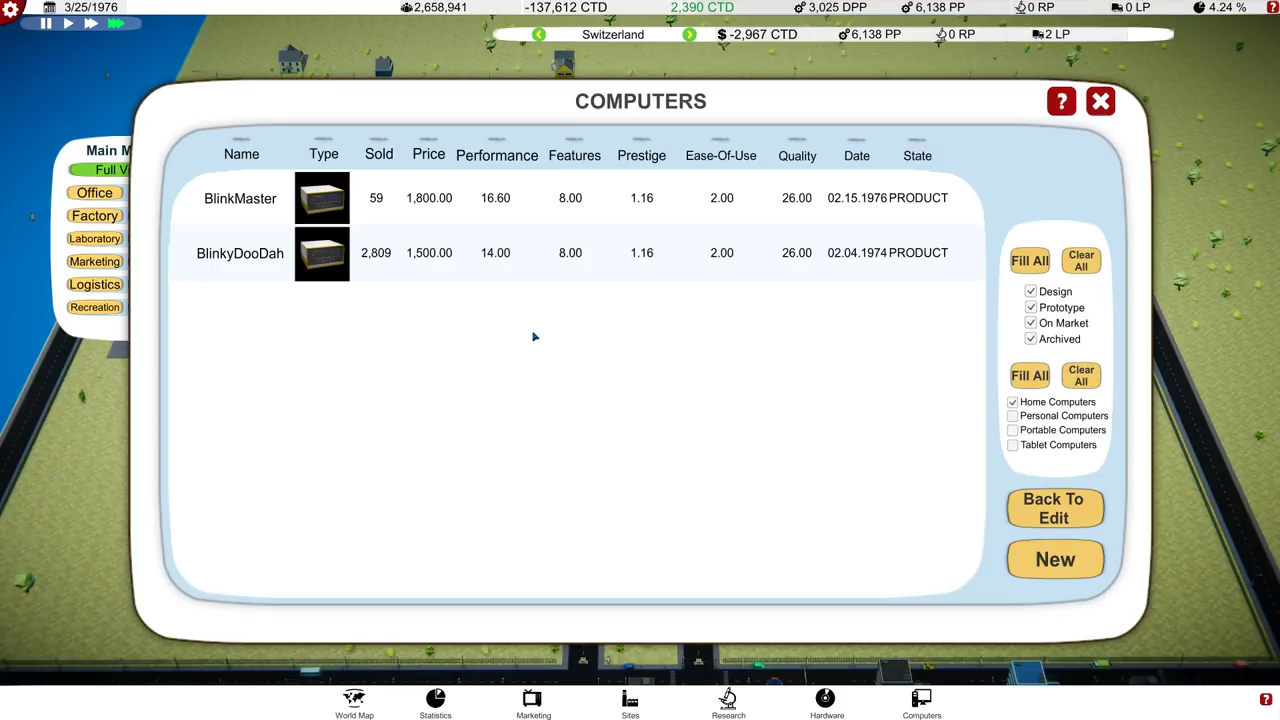 3/25/1976 2,658,941 -137,612 CTD 2,390 CTD 3,025 DPP 6,138 PP 0 RP 0 LP 4.24 % ?
Switzerland $ -2,967 CTD 6,138 PP 0 RP 2 LP
COMPUTERS ?
Main M
Full V
Office
Factory
Laboratory
Marketing
Logistics
Recreation
Name Type Sold Price Performance Features Prestige Ease-Of-Use Quality Date State
BlinkMaster 59 1,800.00 16.60 8.00 1.16 2.00 26.00 02.15.1976 PRODUCT
BlinkyDooDah 2,809 1,500.00 14.00 8.00 1.16 2.00 26.00 02.04.1974 PRODUCT
Fill All Clear All
Design
Prototype
On Market
Archived
Fill All Clear All
Home Computers
Personal Computers
Portable Computers
Tablet Computers
Back To Edit
New
World Map Statistics Marketing Sites Research Hardware Computers ?